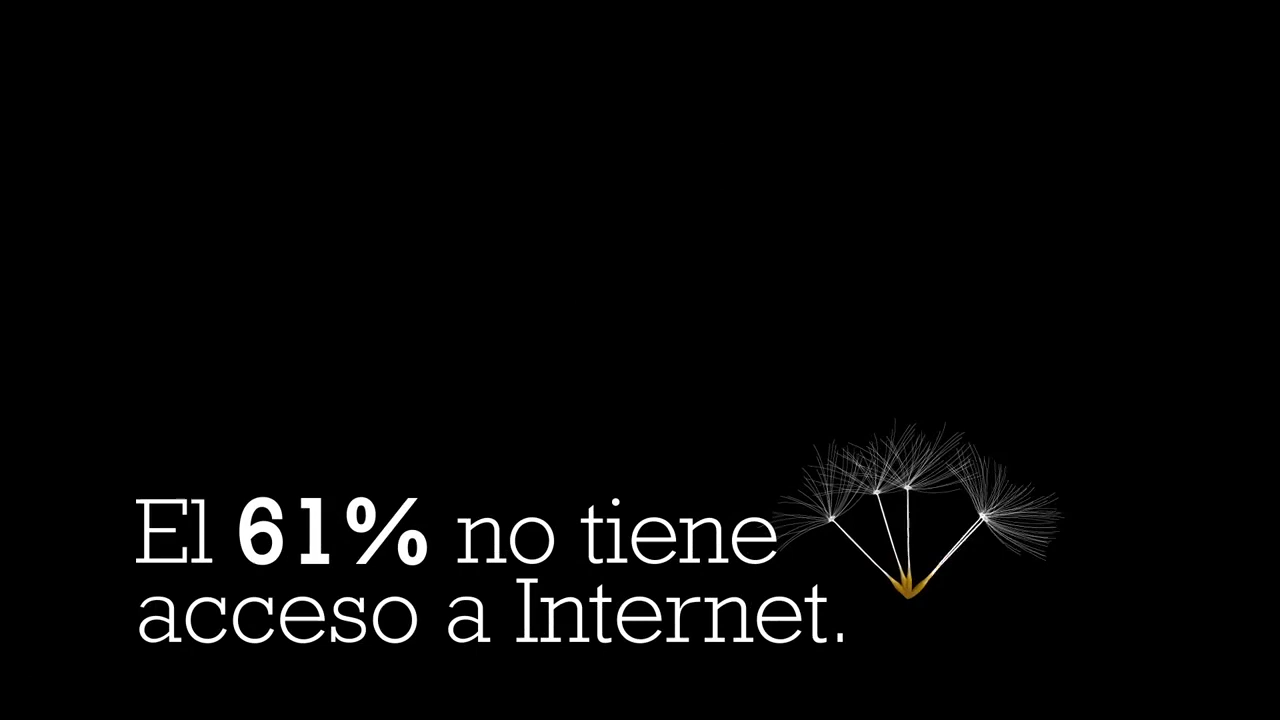 El 61% no tiene
acceso a Internet.